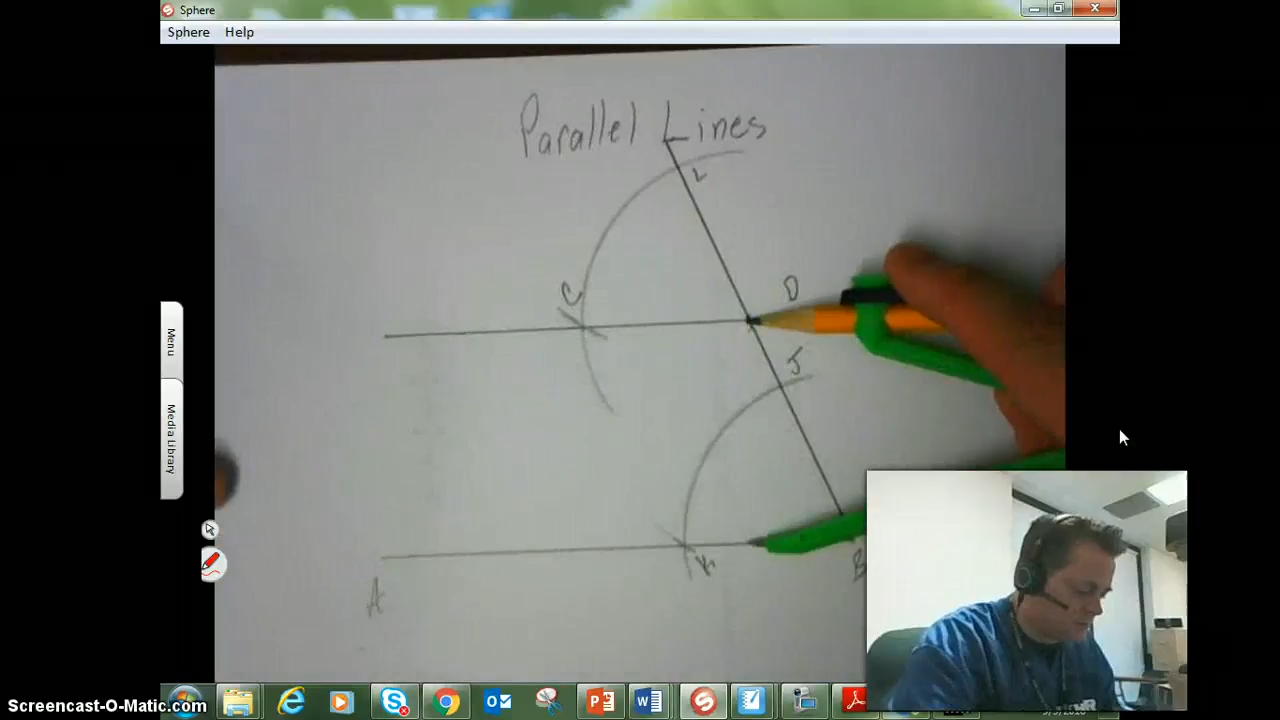 Sphere
Sphere Help
Parallel Lines
L
C
D
J
Menu
Media Library
K
B
A
Screencast-O-Matic.com